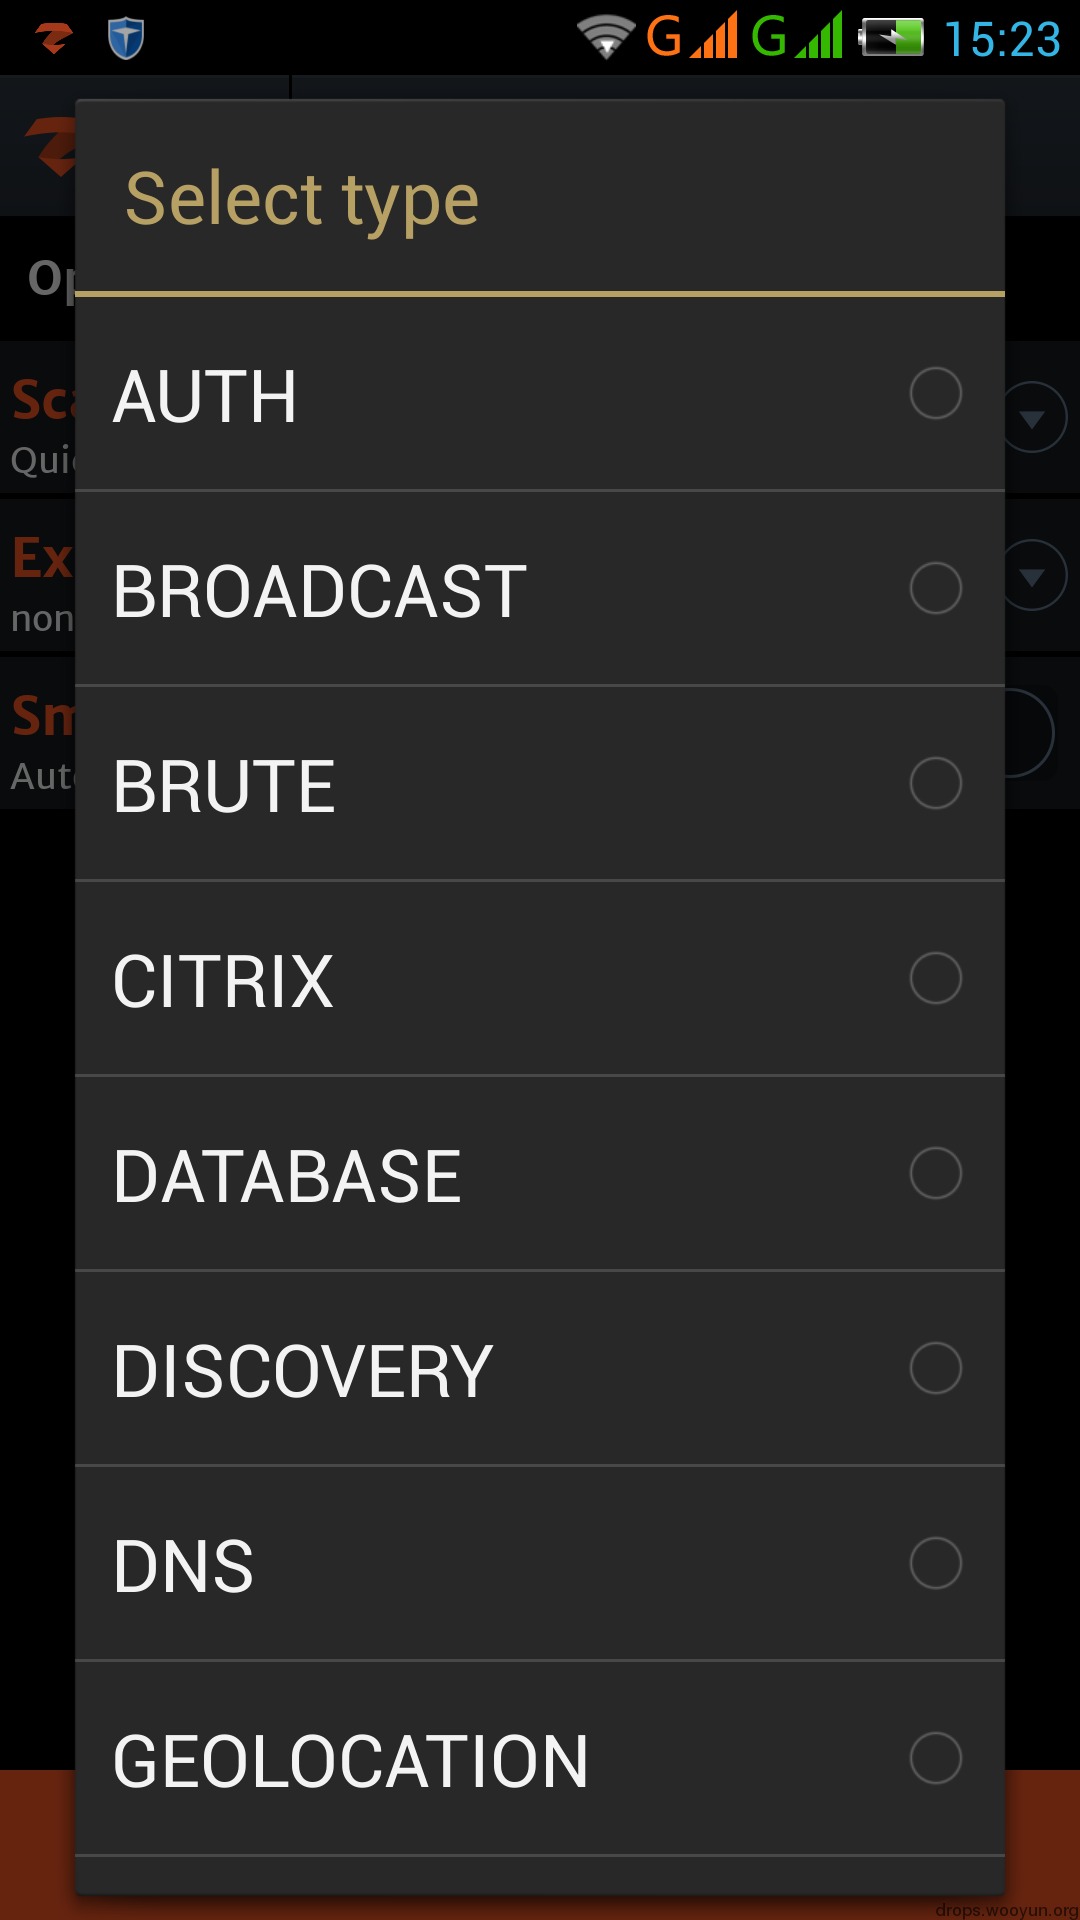 G G 15:23
Select type
Op
Sca
Quic
Ex
non
Sm
Auto
AUTH
BROADCAST
BRUTE
CITRIX
DATABASE
DISCOVERY
DNS
GEOLOCATION
drops.wooyun.org